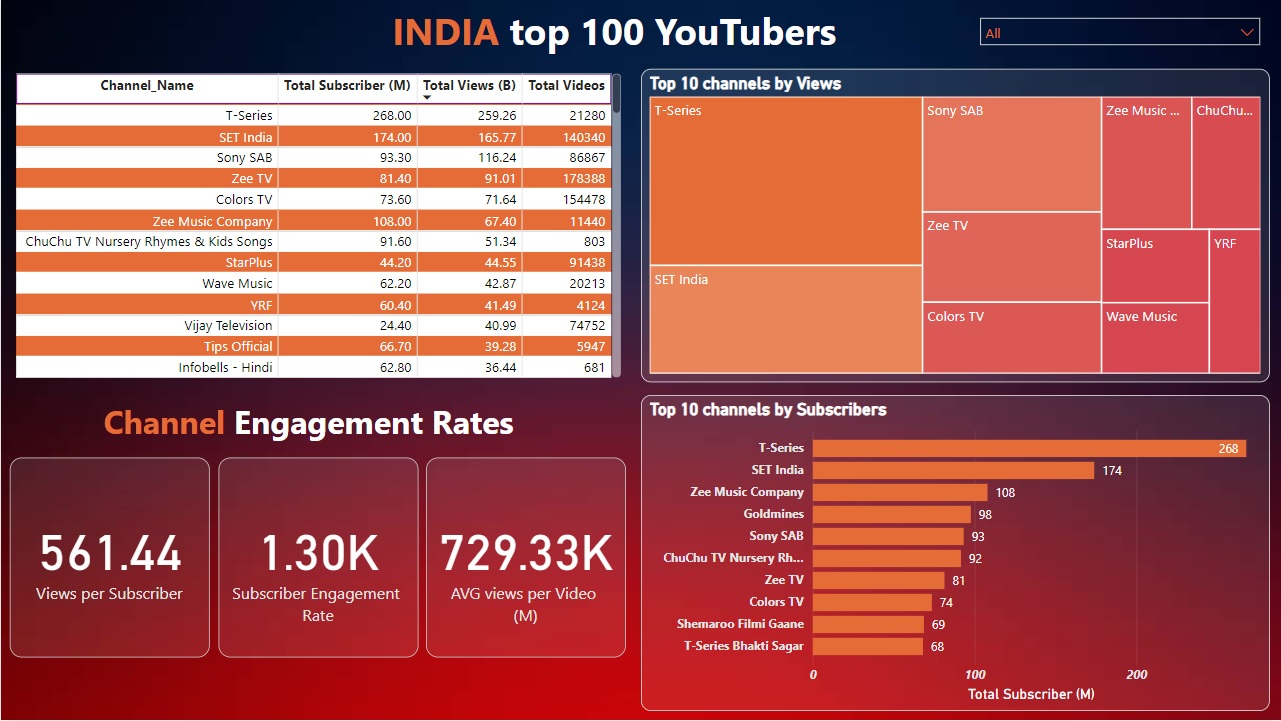 INDIA top 100 YouTubers
All
Channel_Name Total Subscriber (M) Total Views (B) Total Videos
T-Series 268.00 259.26 21280
SET India 174.00 165.77 140340
Sony SAB 93.30 116.24 86867
Zee TV 81.40 91.01 178388
Colors TV 73.60 71.64 154478
Zee Music Company 108.00 67.40 11440
ChuChu TV Nursery Rhymes & Kids Songs 91.60 51.34 803
StarPlus 44.20 44.55 91438
Wave Music 62.20 42.87 20213
YRF 60.40 41.49 4124
Vijay Television 24.40 40.99 74752
Tips Official 66.70 39.28 5947
Infobells - Hindi 62.80 36.44 681
Top 10 channels by Views
T-Series
SET India
Sony SAB
Zee TV
Colors TV
Zee Music ...
ChuChu...
StarPlus
YRF
Wave Music
Channel Engagement Rates
561.44
Views per Subscriber
1.30K
Subscriber Engagement
Rate
729.33K
AVG views per Video
(M)
Top 10 channels by Subscribers
T-Series 268
SET India 174
Zee Music Company 108
Goldmines 98
Sony SAB 93
ChuChu TV Nursery Rh... 92
Zee TV 81
Colors TV 74
Shemaroo Filmi Gaane 69
T-Series Bhakti Sagar 68
0 100 200
Total Subscriber (M)